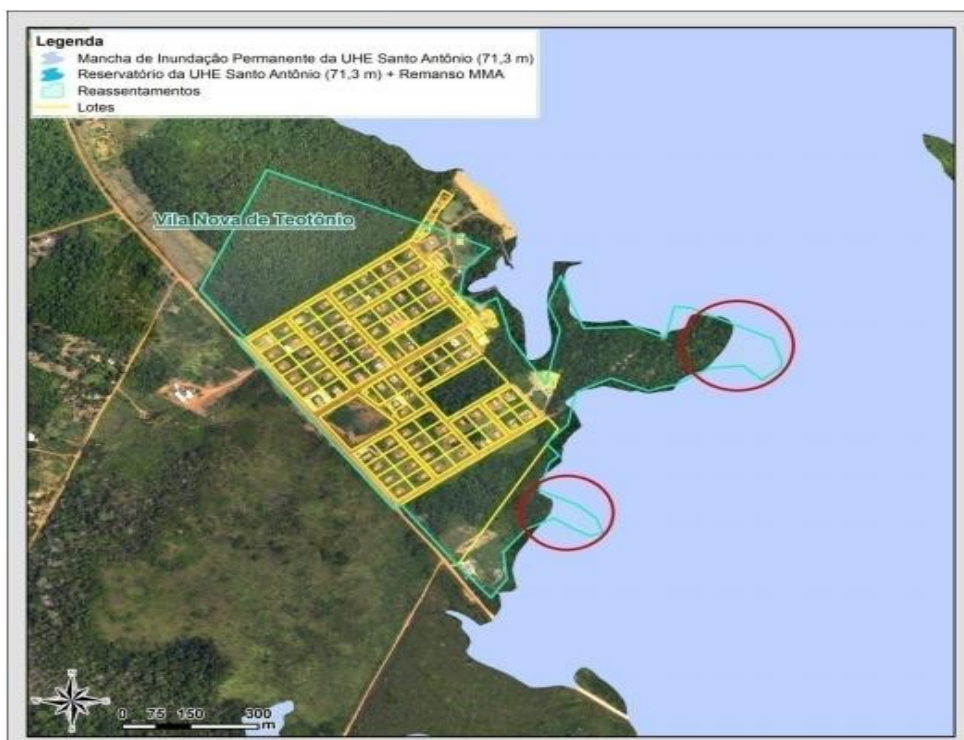 Legenda
Mancha de Inundação Permanente da UHE Santo Antônio (71,3 m)
Reservatório da UHE Santo Antônio (71,3 m) + Remanso MMA
Reassentamentos
Lotes
Vila Nova de Teotônio
0 75 150 300
m